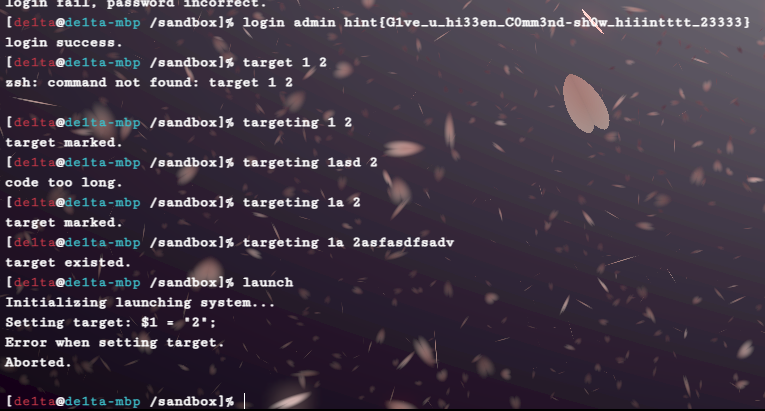 login fail, password incorrect.
[de1ta@de1ta-mbp /sandbox]% login admin hint{G1ve_u_hi33en_C0mm3nd-sh0w_hiiintttt_23333}
login success.
[de1ta@de1ta-mbp /sandbox]% target 1 2
zsh: command not found: target 1 2
[de1ta@de1ta-mbp /sandbox]% targeting 1 2
target marked.
[de1ta@de1ta-mbp /sandbox]% targeting 1asd 2
code too long.
[de1ta@de1ta-mbp /sandbox]% targeting 1a 2
target marked.
[de1ta@de1ta-mbp /sandbox]% targeting 1a 2asfasdfsadv
target existed.
[de1ta@de1ta-mbp /sandbox]% launch
Initializing launching system...
Setting target: $1 = "2";
Error when setting target.
Aborted.
[de1ta@de1ta-mbp /sandbox]%